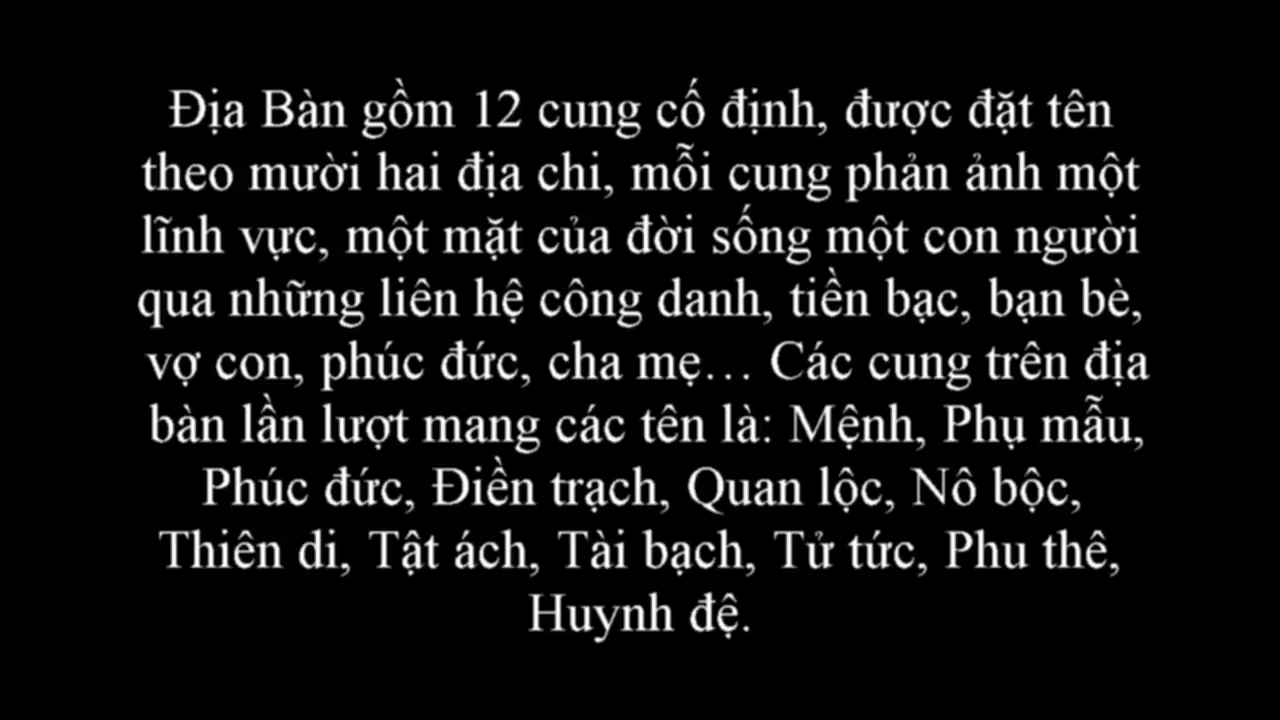 Địa Bàn gồm 12 cung cố định, được đặt tên
theo mười hai địa chi, mỗi cung phản ảnh một
lĩnh vực, một mặt của đời sống một con người
qua những liên hệ công danh, tiền bạc, bạn bè,
vợ con, phúc đức, cha mẹ… Các cung trên địa
bàn lần lượt mang các tên là: Mệnh, Phụ mẫu,
Phúc đức, Điền trạch, Quan lộc, Nô bộc,
Thiên di, Tật ách, Tài bạch, Tử tức, Phu thê,
Huynh đệ.